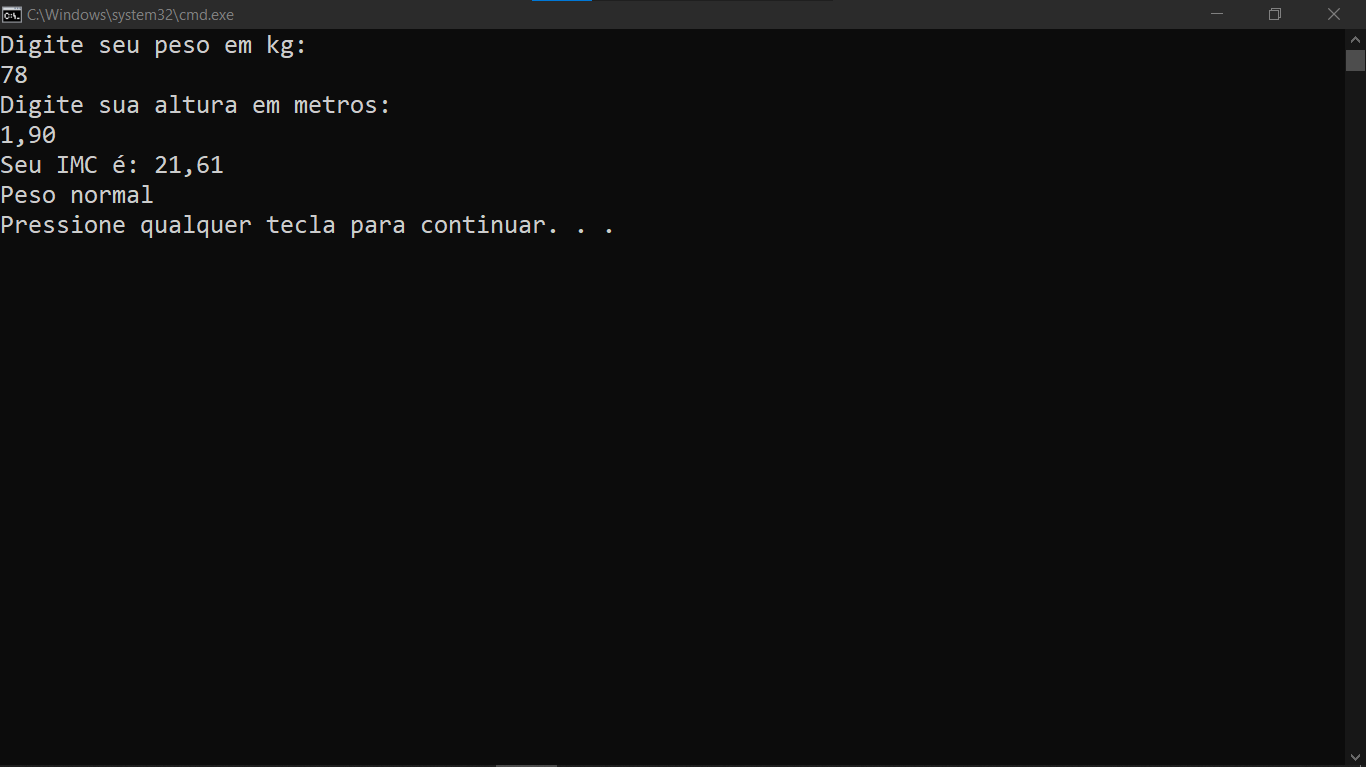 C:\Windows\system32\cmd.exe
Digite seu peso em kg:
78
Digite sua altura em metros:
1,90
Seu IMC é: 21,61
Peso normal
Pressione qualquer tecla para continuar. . .